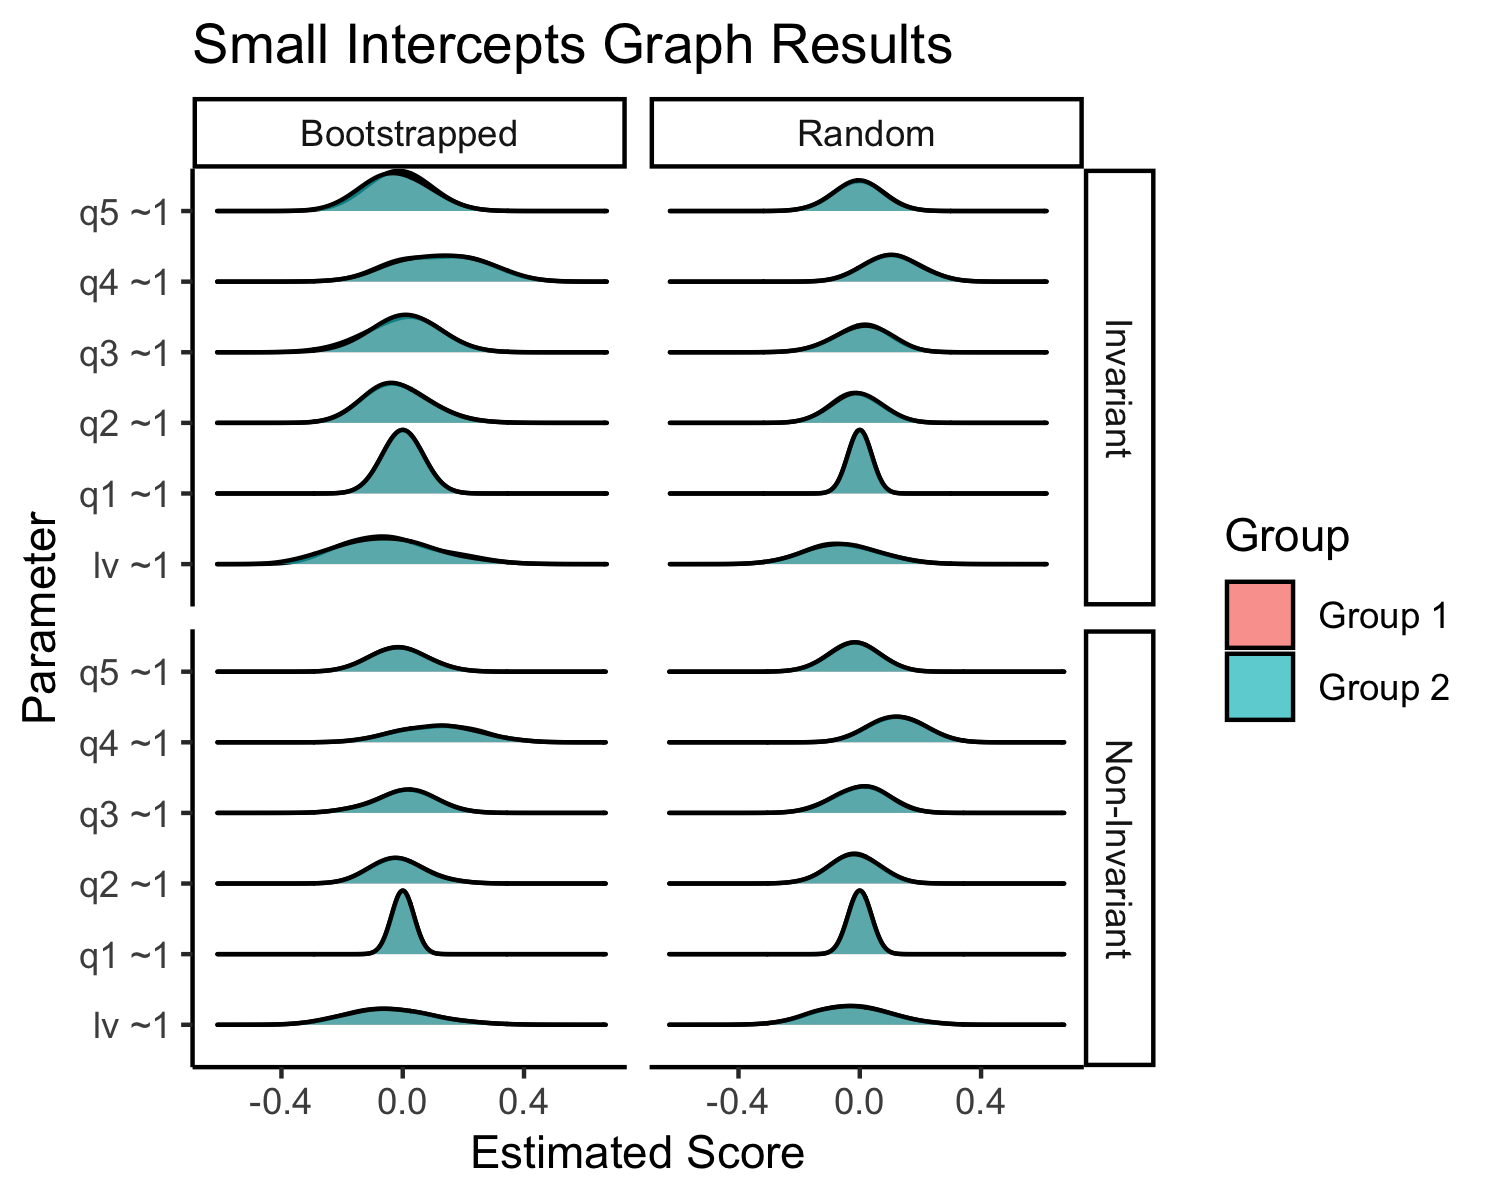 Small Intercepts Graph Results
Bootstrapped
Random
q5 ~1
q4 ~1
q3 ~1
q2 ~1
q1 ~1
lv ~1
Invariant
q5 ~1
q4 ~1
q3 ~1
q2 ~1
q1 ~1
lv ~1
Non-Invariant
Parameter
-0.4 0.0 0.4
-0.4 0.0 0.4
Estimated Score
Group
Group 1
Group 2